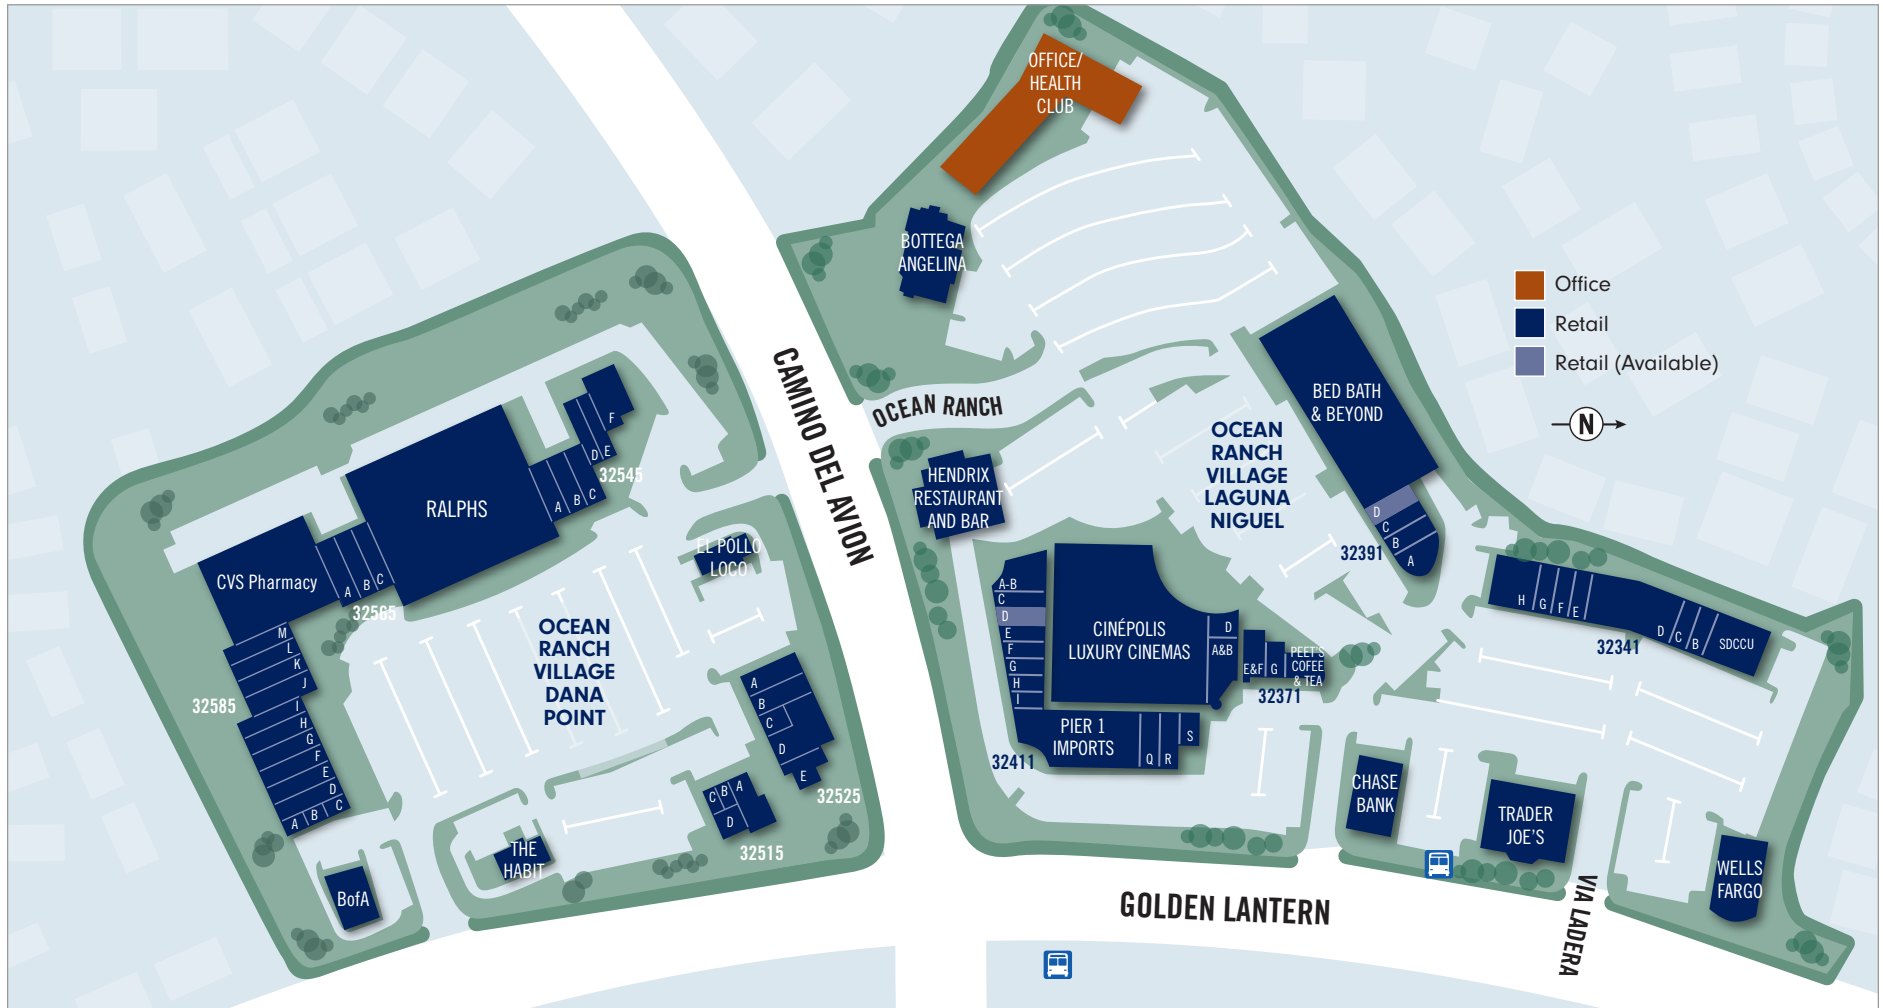 OFFICE/
HEALTH
CLUB
BOTTEGA
ANGELINA
Office
Retail
Retail (Available)
N
CAMINO DEL AVION
OCEAN RANCH
BED BATH
& BEYOND
OCEAN
RANCH
VILLAGE
LAGUNA
NIGUEL
D
C
B
A
32391
HENDRIX
RESTAURANT
AND BAR
F
D E
32545
A B C
RALPHS
EL POLLO
LOCO
CVS Pharmacy
A B C
32565
M
L
K
J
I
H
G
F
E
D
C
B
A
32585
OCEAN
RANCH
VILLAGE
DANA
POINT
A
B
C
D
E
32525
C B A
D
32515
THE
HABIT
BofA
A-B
C
D
E
F
G
H
I
32411
CINÉPOLIS
LUXURY CINEMAS
D
A&B
E&F G
PEET'S
COFEE
& TEA
32371
PIER 1
IMPORTS
Q R S
H G F E
D C B
SDCCU
32341
CHASE
BANK
TRADER
JOE'S
WELLS
FARGO
GOLDEN LANTERN
VIA LADERA